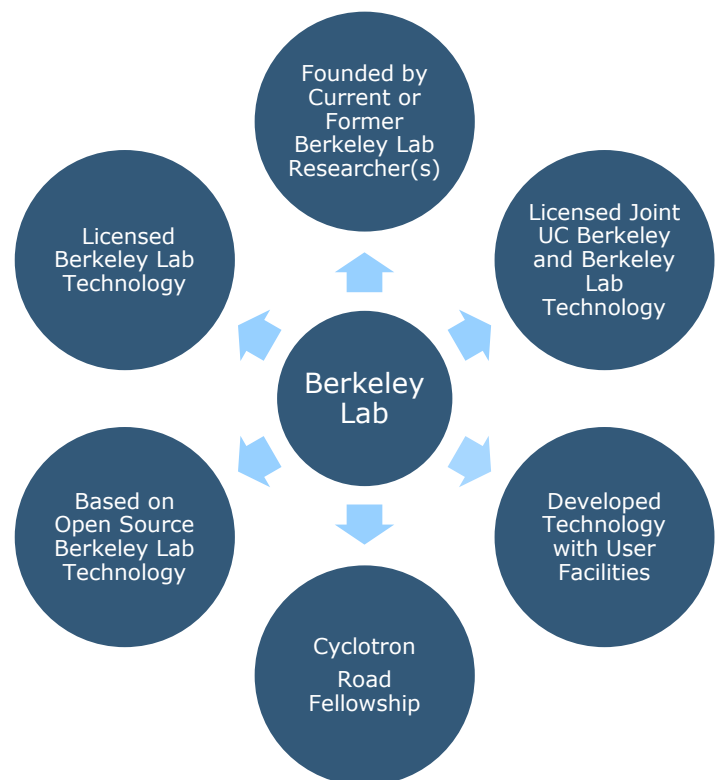 Founded by
Current or
Former
Berkeley Lab
Researcher(s)
Licensed
Berkeley Lab
Technology
Licensed Joint
UC Berkeley
and Berkeley
Lab
Technology
Berkeley
Lab
Based on
Open Source
Berkeley Lab
Technology
Developed
Technology
with User
Facilities
Cyclotron
Road
Fellowship